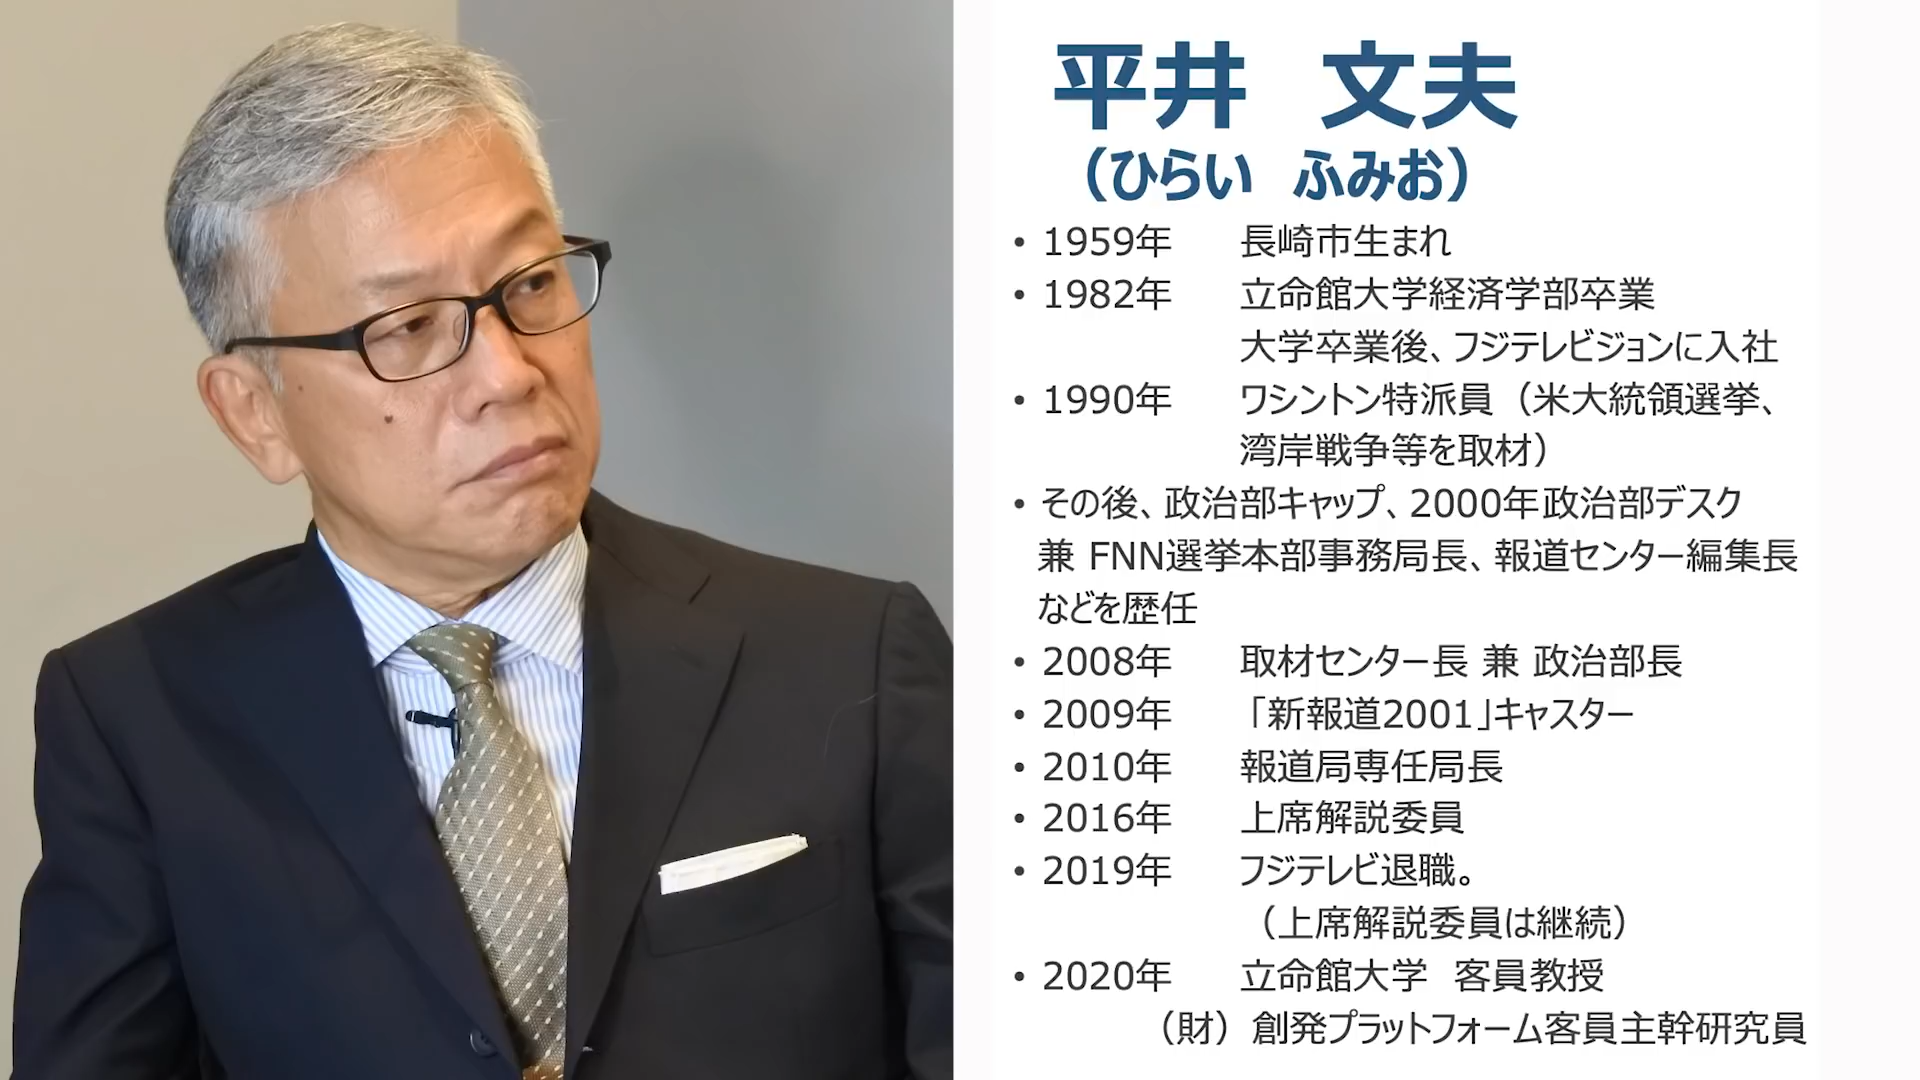 平井　文夫
（ひらい　ふみお）
• 1959年　長崎市生まれ
• 1982年　立命館大学経済学部卒業
大学卒業後、フジテレビジョンに入社
• 1990年　ワシントン特派員（米大統領選挙、
湾岸戦争等を取材）
• その後、政治部キャップ、2000年政治部デスク
兼 FNN選挙本部事務局長、報道センター編集長
などを歴任
• 2008年　取材センター長 兼 政治部長
• 2009年　「新報道2001」キャスター
• 2010年　報道局専任局長
• 2016年　上席解説委員
• 2019年　フジテレビ退職。
（上席解説委員は継続）
• 2020年　立命館大学　客員教授
（財）創発プラットフォーム客員主幹研究員